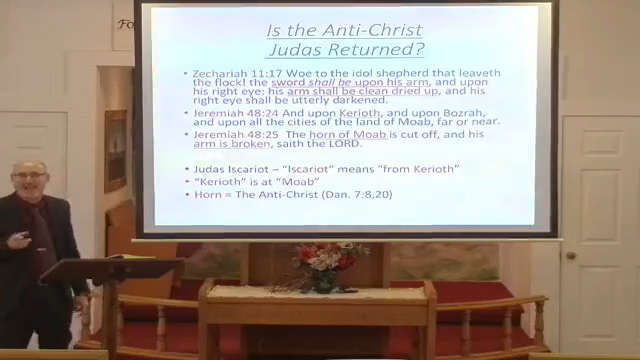 Is the Anti-Christ
Judas Returned?
• Zechariah 11:17 Woe to the idol shepherd that leaveth
the flock! the sword shall be upon his arm, and upon
his right eye: his arm shall be clean dried up, and his
right eye shall be utterly darkened.
• Jeremiah 48:24 And upon Kerioth, and upon Bozrah,
and upon all the cities of the land of Moab, far or near.
• Jeremiah 48:25 The horn of Moab is cut off, and his
arm is broken, saith the LORD.
• Judas Iscariot – “Iscariot” means “from Kerioth”
• “Kerioth” is at “Moab”
• Horn = The Anti-Christ (Dan. 7:8,20)